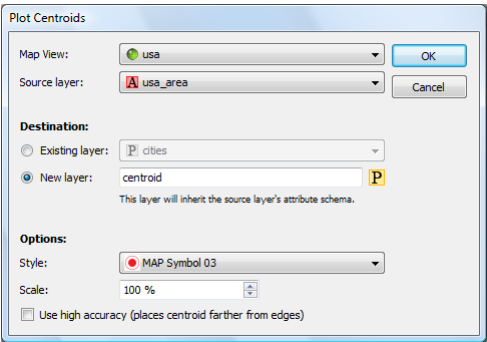 Plot Centroids
Map View: usa OK
Source layer: A usa_area Cancel
Destination:
Existing layer: P cities
New layer: centroid P
This layer will inherit the source layer's attribute schema.
Options:
Style: MAP Symbol 03
Scale: 100 %
Use high accuracy (places centroid farther from edges)